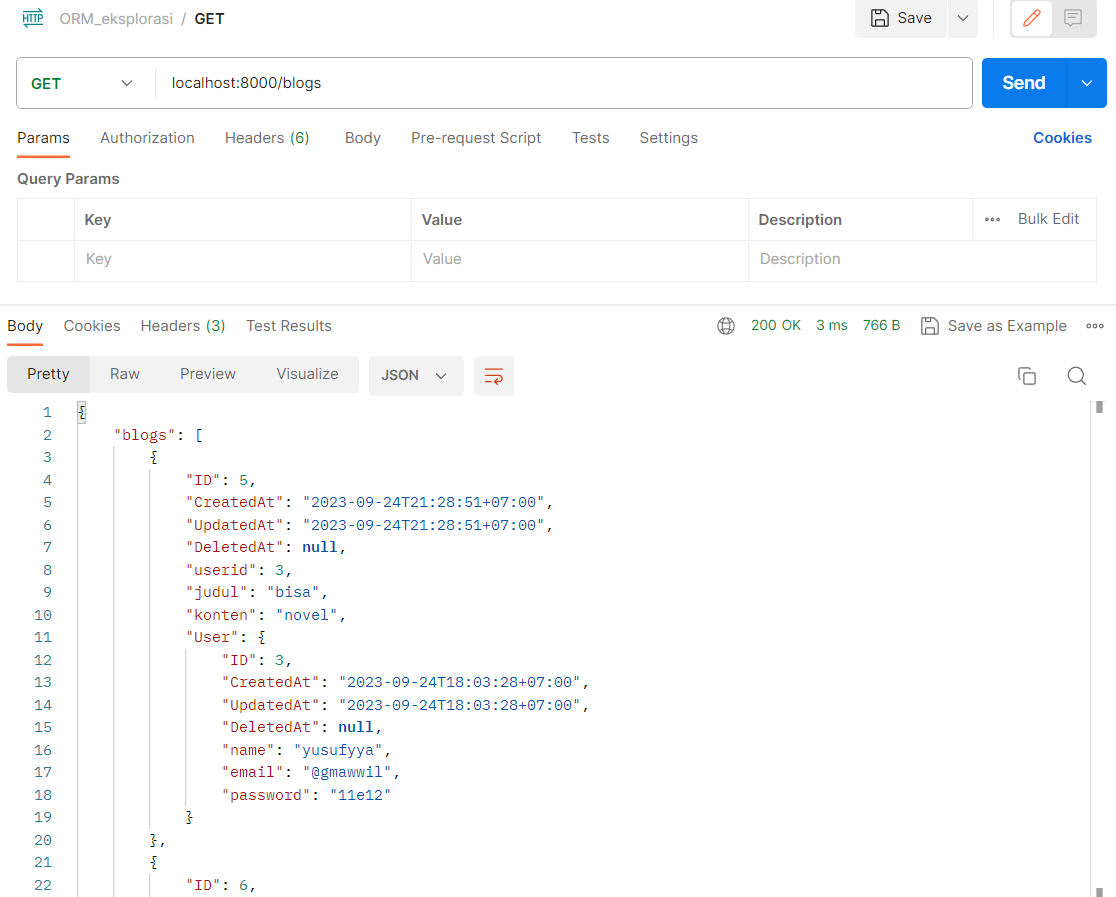 HTTP ORM_eksplorasi / GET Save
GET localhost:8000/blogs Send
Params Authorization Headers (6) Body Pre-request Script Tests Settings Cookies
Query Params
Key Value Description ••• Bulk Edit
Key Value Description
Body Cookies Headers (3) Test Results 200 OK 3 ms 766 B Save as Example
Pretty Raw Preview Visualize JSON
1 {
2 "blogs": [
3 {
4 "ID": 5,
5 "CreatedAt": "2023-09-24T21:28:51+07:00",
6 "UpdatedAt": "2023-09-24T21:28:51+07:00",
7 "DeletedAt": null,
8 "userid": 3,
9 "judul": "bisa",
10 "konten": "novel",
11 "User": {
12 "ID": 3,
13 "CreatedAt": "2023-09-24T18:03:28+07:00",
14 "UpdatedAt": "2023-09-24T18:03:28+07:00",
15 "DeletedAt": null,
16 "name": "yusufyya",
17 "email": "@gmawwil",
18 "password": "11e12"
19 }
20 },
21 {
22 "ID": 6,